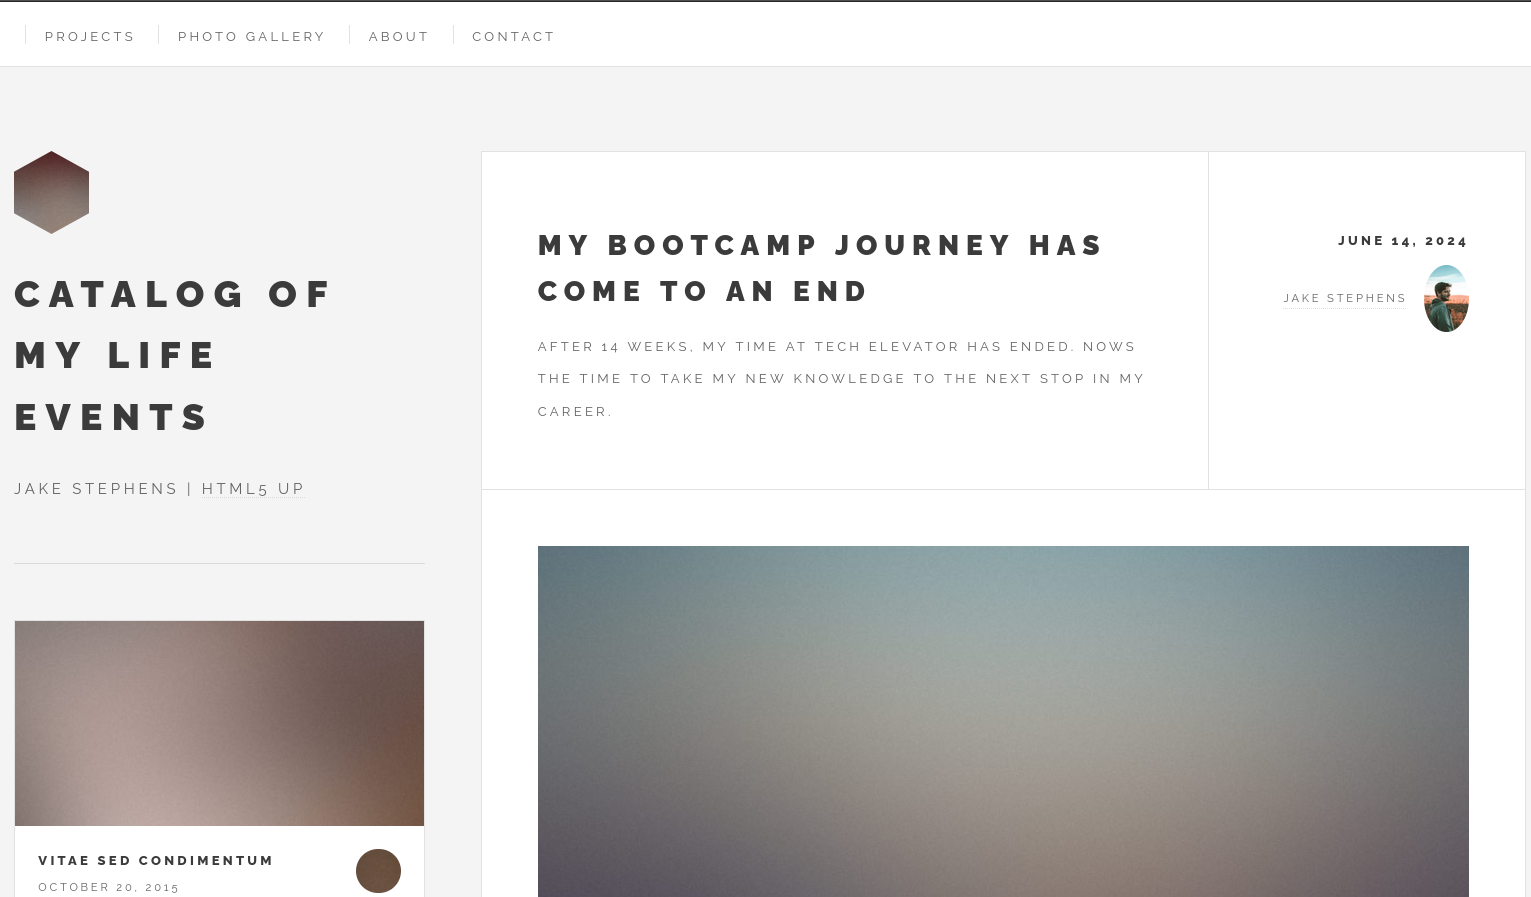 PROJECTS
PHOTO GALLERY
ABOUT
CONTACT
CATALOG OF
MY LIFE
EVENTS
JAKE STEPHENS | HTML5 UP
VITAE SED CONDIMENTUM
OCTOBER 20, 2015
MY BOOTCAMP JOURNEY HAS
COME TO AN END
AFTER 14 WEEKS, MY TIME AT TECH ELEVATOR HAS ENDED. NOWS
THE TIME TO TAKE MY NEW KNOWLEDGE TO THE NEXT STOP IN MY
CAREER.
JUNE 14, 2024
JAKE STEPHENS